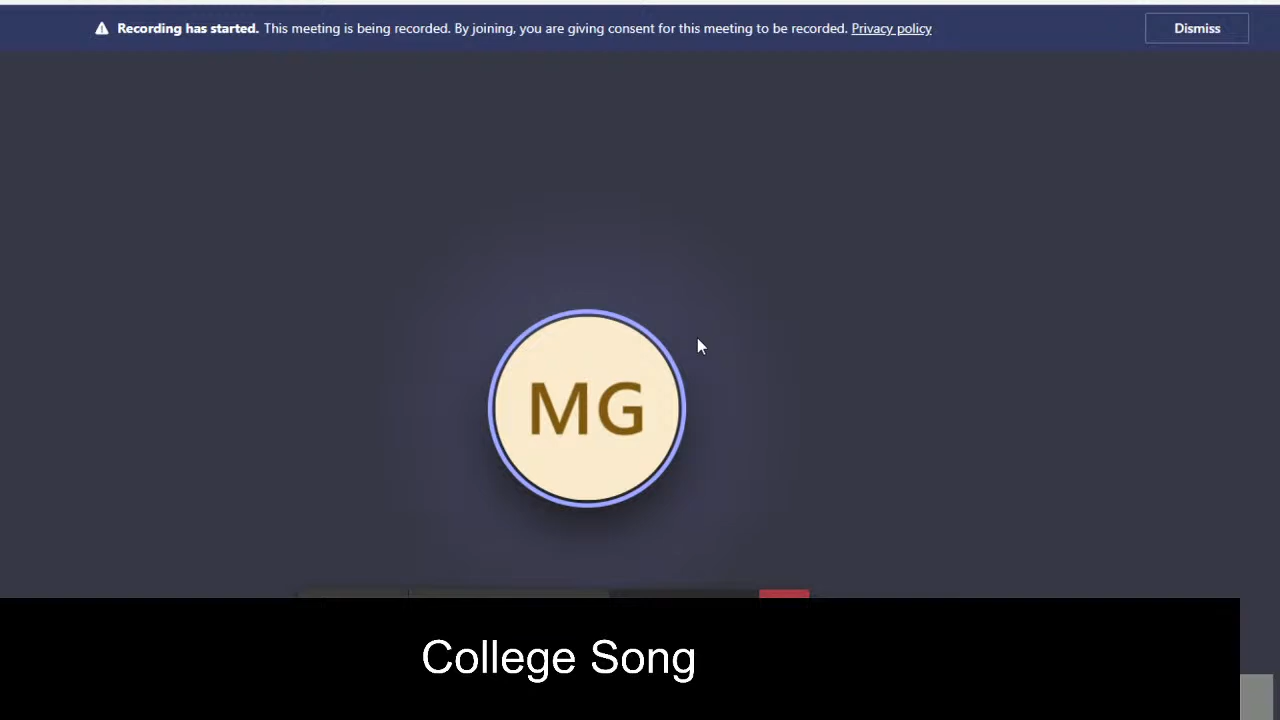 Recording has started. This meeting is being recorded. By joining, you are giving consent for this meeting to be recorded. Privacy policy Dismiss
MG
College Song